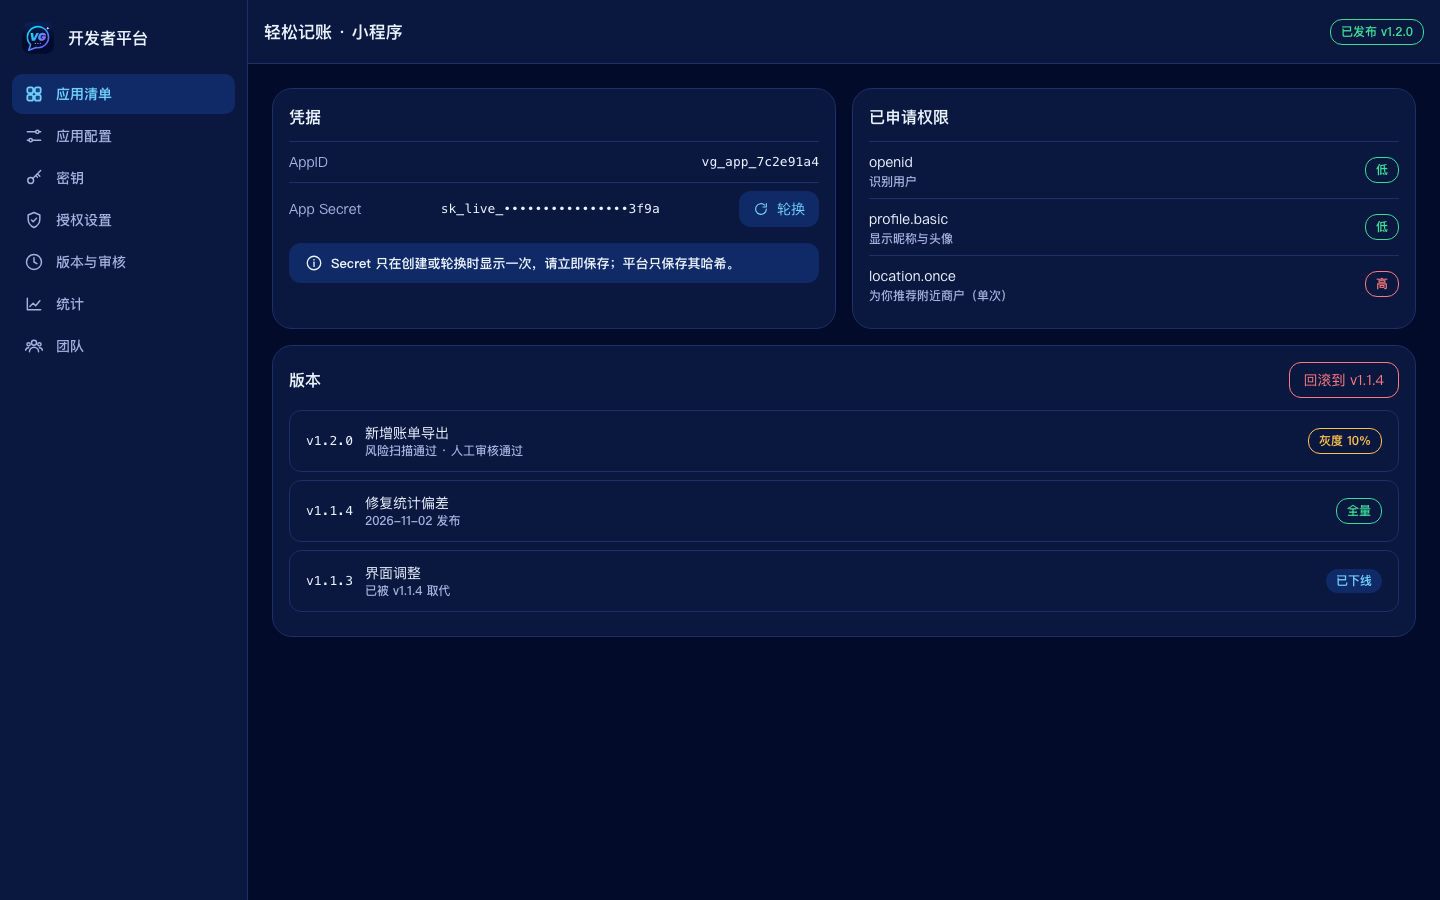 VG
开发者平台
应用清单
应用配置
密钥
授权设置
版本与审核
统计
团队
轻松记账 · 小程序
已发布 v1.2.0
凭据
AppID
vg_app_7c2e91a4
App Secret
sk_live_••••••••••••••••3f9a
轮换
Secret 只在创建或轮换时显示一次，请立即保存；平台只保存其哈希。
已申请权限
openid
识别用户
低
profile.basic
显示昵称与头像
低
location.once
为你推荐附近商户（单次）
高
版本
回滚到 v1.1.4
v1.2.0
新增账单导出
风险扫描通过 · 人工审核通过
灰度 10%
v1.1.4
修复统计偏差
2026-11-02 发布
全量
v1.1.3
界面调整
已被 v1.1.4 取代
已下线